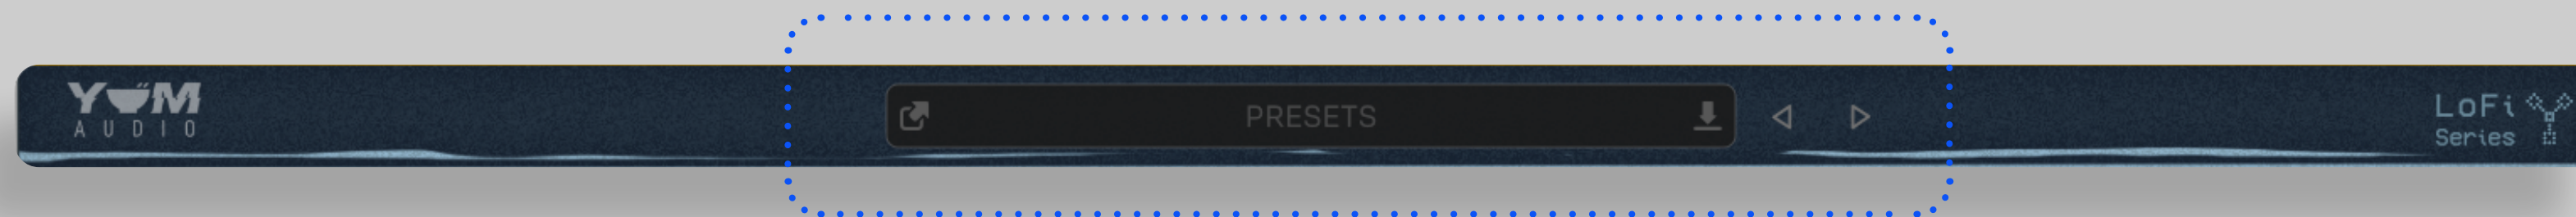 YUM
AUDIO
PRESETS
LoFi
Series